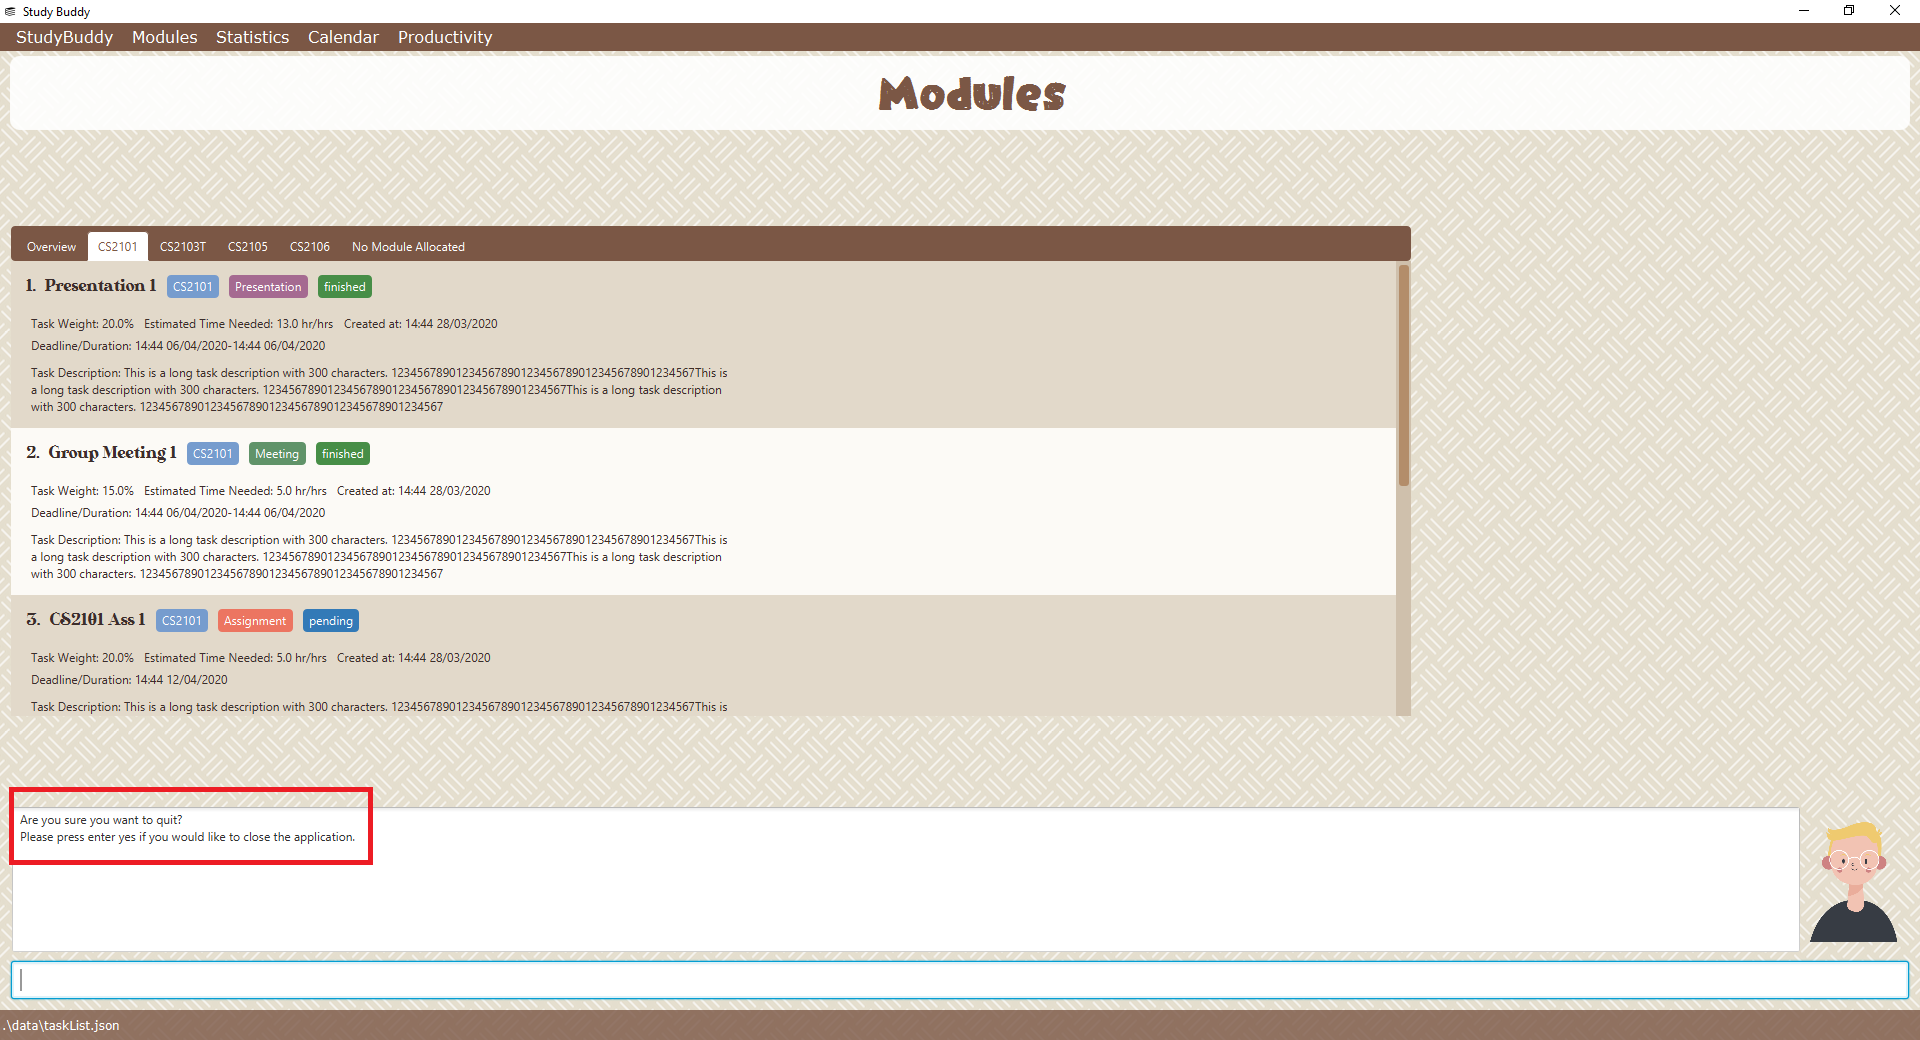 Study Buddy
StudyBuddy Modules Statistics Calendar Productivity
Modules
Overview CS2101 CS2103T CS2105 CS2106 No Module Allocated
1. Presentation 1 CS2101 Presentation finished
Task Weight: 20.0% Estimated Time Needed: 13.0 hr/hrs Created at: 14:44 28/03/2020
Deadline/Duration: 14:44 06/04/2020-14:44 06/04/2020
Task Description: This is a long task description with 300 characters. 12345678901234567890123456789012345678901234567This is
a long task description with 300 characters. 12345678901234567890123456789012345678901234567This is a long task description
with 300 characters. 12345678901234567890123456789012345678901234567
2. Group Meeting 1 CS2101 Meeting finished
Task Weight: 15.0% Estimated Time Needed: 5.0 hr/hrs Created at: 14:44 28/03/2020
Deadline/Duration: 14:44 06/04/2020-14:44 06/04/2020
Task Description: This is a long task description with 300 characters. 12345678901234567890123456789012345678901234567This is
a long task description with 300 characters. 12345678901234567890123456789012345678901234567This is a long task description
with 300 characters. 12345678901234567890123456789012345678901234567
3. CS2101 Ass 1 CS2101 Assignment pending
Task Weight: 20.0% Estimated Time Needed: 5.0 hr/hrs Created at: 14:44 28/03/2020
Deadline/Duration: 14:44 12/04/2020
Task Description: This is a long task description with 300 characters. 12345678901234567890123456789012345678901234567This is
Are you sure you want to quit?
Please press enter yes if you would like to close the application.
.\data\taskList.json